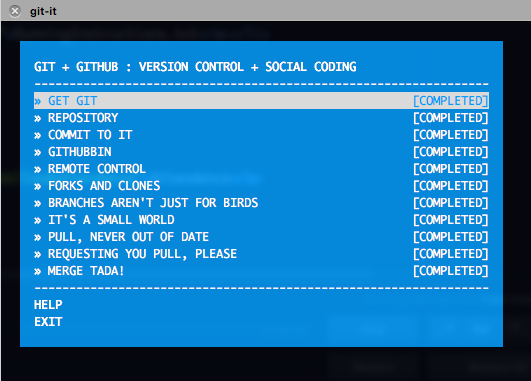 git-it
GIT + GITHUB : VERSION CONTROL + SOCIAL CODING
» GET GIT [COMPLETED]
» REPOSITORY [COMPLETED]
» COMMIT TO IT [COMPLETED]
» GITHUBBIN [COMPLETED]
» REMOTE CONTROL [COMPLETED]
» FORKS AND CLONES [COMPLETED]
» BRANCHES AREN'T JUST FOR BIRDS [COMPLETED]
» IT'S A SMALL WORLD [COMPLETED]
» PULL, NEVER OUT OF DATE [COMPLETED]
» REQUESTING YOU PULL, PLEASE [COMPLETED]
» MERGE TADA! [COMPLETED]
HELP
EXIT